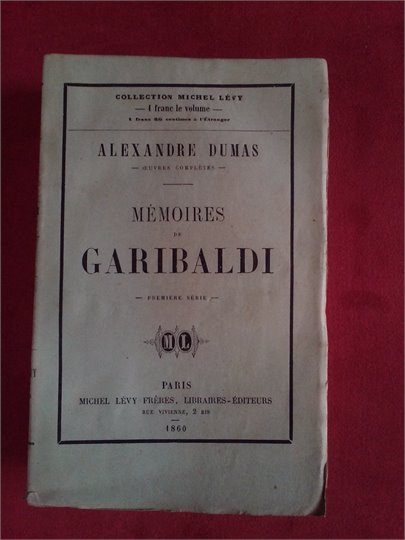 COLLECTION MICHEL LÉVY
— 1 franc le volume —
1 franc 25 centimes à l'Étranger
ALEXANDRE DUMAS
— ŒUVRES COMPLÈTES —
MÉMOIRES
DE
GARIBALDI
— PREMIÈRE SÉRIE —
ML
PARIS
MICHEL LÉVY FRÈRES, LIBRAIRES-ÉDITEURS
RUE VIVIENNE, 2 BIS
1860